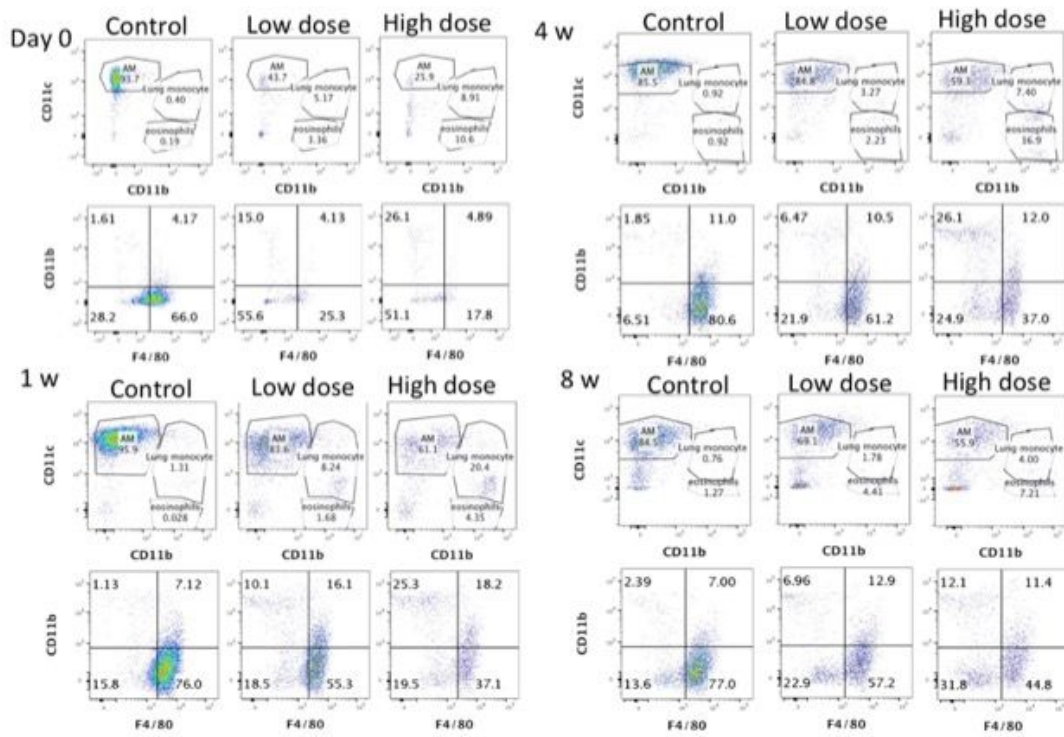 Day 0
Control Low dose High dose
CD11c
AM 93.7 Lung monocyte 0.40 eosinophils 0.19
AM 43.7 Lung monocyte 5.17 eosinophils 3.36
AM 25.9 Lung monocyte 8.91 eosinophils 10.6
CD11b CD11b CD11b
CD11b
1.61 4.17 15.0 4.13 26.1 4.89
28.2 66.0 55.6 25.3 51.1 17.8
F4/80 F4/80 F4/80
4 w
Control Low dose High dose
CD11c
AM 85.5 Lung monocyte 0.92 eosinophils 0.92
AM 84.8 Lung monocyte 3.27 eosinophils 2.23
AM Lung monocyte 7.40 eosinophils 16.9
CD11b CD11b CD11b
CD11b
1.85 11.0 6.47 10.5 26.1 12.0
6.51 80.6 21.9 61.2 24.9 37.0
F4/80 F4/80 F4/80
1 w
Control Low dose High dose
CD11c
AM 95.9 Lung monocyte 1.31 eosinophils 0.028
AM 83.6 Lung monocyte 8.24 eosinophils 1.68
AM 61.1 Lung monocyte 20.4 eosinophils 4.35
CD11b CD11b CD11b
CD11b
1.13 7.12 10.1 16.1 25.3 18.2
15.8 76.0 18.5 55.3 19.5 37.1
F4/80 F4/80 F4/80
8 w
Control Low dose High dose
CD11c
AM 84.5 Lung monocyte 0.76 eosinophils 1.27
AM 69.1 Lung monocyte 1.78 eosinophils 4.41
AM 55.9 Lung monocyte 4.00 eosinophils 7.21
CD11b CD11b CD11b
CD11b
2.39 7.00 6.96 12.9 12.1 11.4
13.6 77.0 22.9 57.2 31.8 44.8
F4/80 F4/80 F4/80